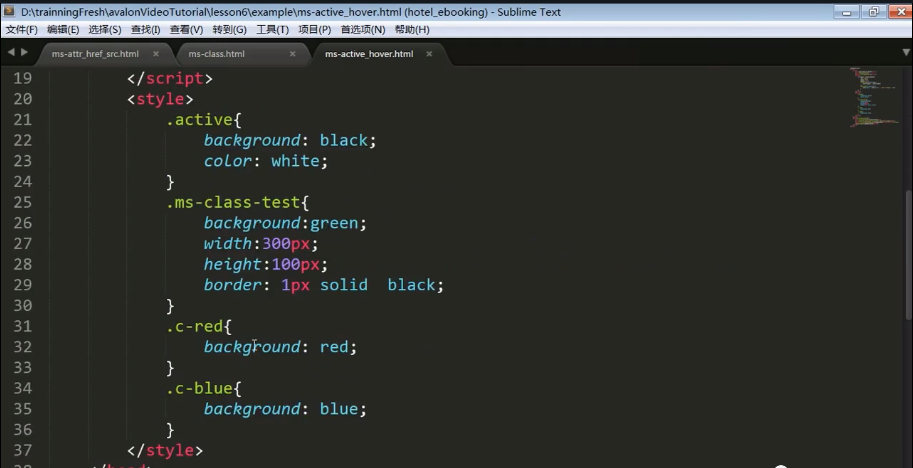 D:\trainningFresh\avalonVideoTutorial\lesson6\example\ms-active_hover.html (hotel_ebooking) - Sublime Text
文件(F) 编辑(E) 选择(S) 查找(I) 查看(V) 转到(G) 工具(T) 项目(P) 首选项(N) 帮助(H)
ms-attr_href_src.html × ms-class.html × ms-active_hover.html ×
19 </script>
20 <style>
21 .active{
22 background: black;
23 color: white;
24 }
25 .ms-class-test{
26 background:green;
27 width:300px;
28 height:100px;
29 border: 1px solid  black;
30 }
31 .c-red{
32 background: red;
33 }
34 .c-blue{
35 background: blue;
36 }
37 </style>
38 </head>